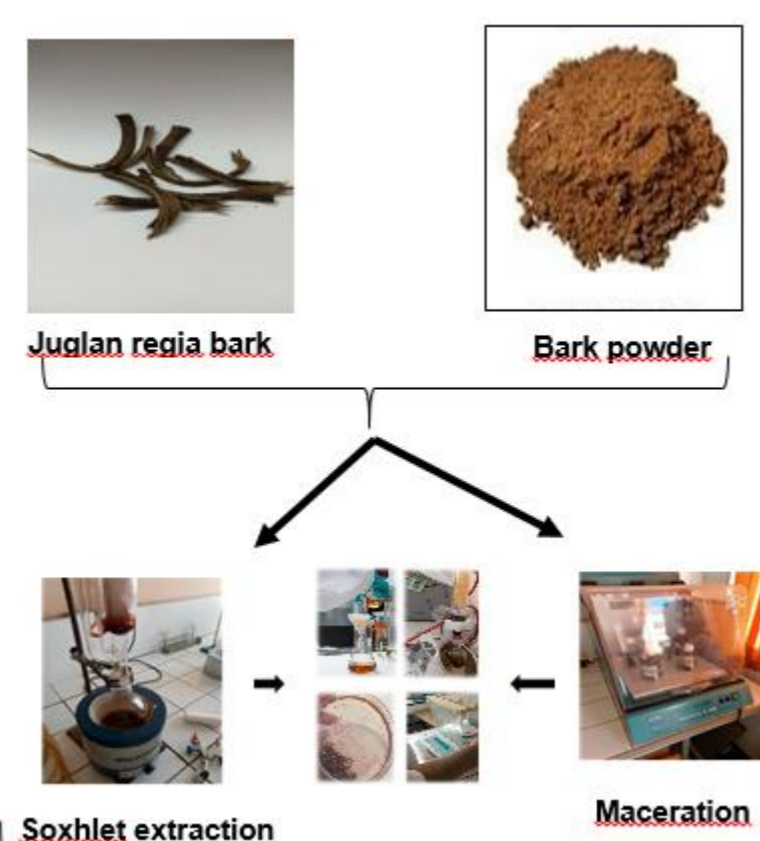 Juglan regia bark
Bark powder
Soxhlet extraction
Maceration